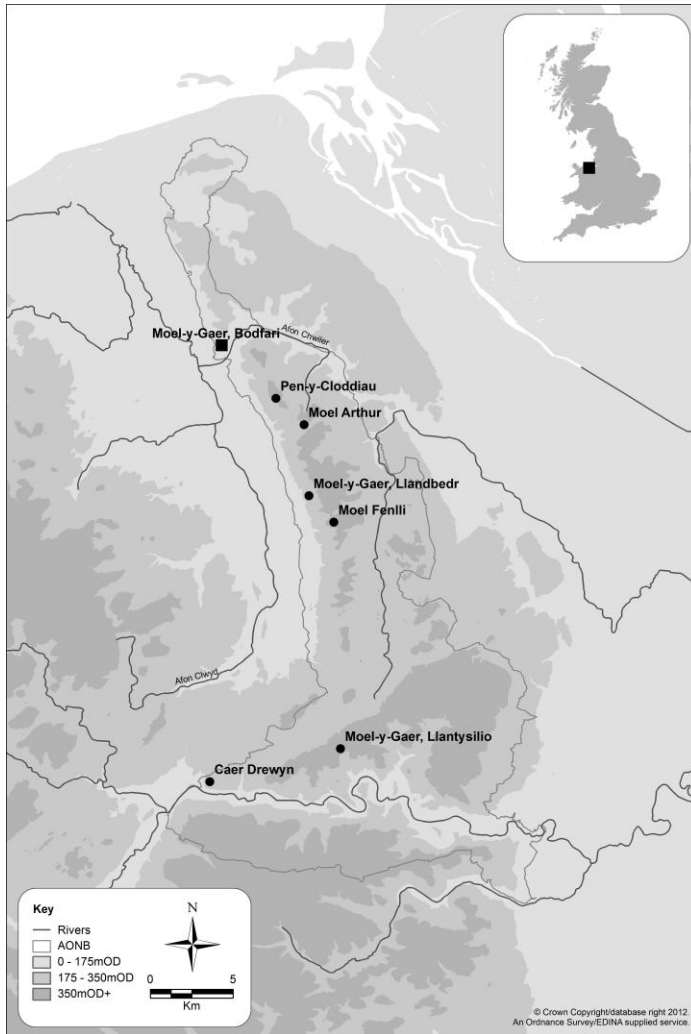 Moel-y-Gaer, Bodfari
Afon Chwiler
Pen-y-Cloddiau
Moel Arthur
Moel-y-Gaer, Llandbedr
Moel Fenlli
Afon Clwyd
Moel-y-Gaer, Llantysilio
Caer Drewyn
Key
Rivers
AONB
0 - 175mOD
175 - 350mOD
350mOD+
N
0 5
Km
© Crown Copyright/database right 2012.
An Ordnance Survey/EDINA supplied service.